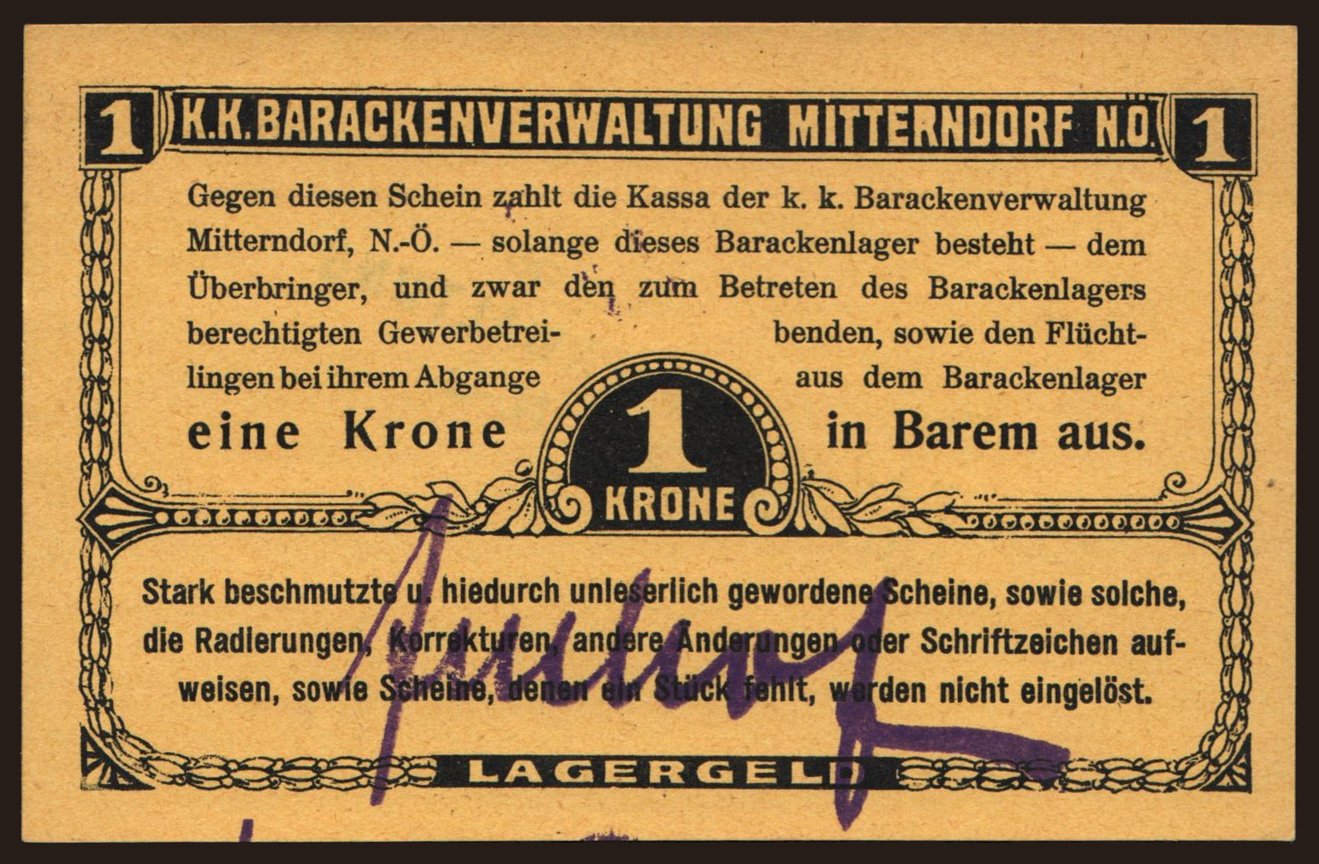 1 K.K. BARACKENVERWALTUNG MITTERNDORF N.Ö. 1
Gegen diesen Schein zahlt die Kassa der k. k. Barackenverwaltung
Mitterndorf, N.-Ö. — solange dieses Barackenlager besteht — dem
Überbringer, und zwar den zum Betreten des Barackenlagers
berechtigten Gewerbetrei- benden, sowie den Flücht-
lingen bei ihrem Abgange aus dem Barackenlager
eine Krone in Barem aus.
1
KRONE
Stark beschmutzte u. hiedurch unleserlich gewordene Scheine, sowie solche,
die Radierungen, Korrekturen, andere Änderungen oder Schriftzeichen auf-
weisen, sowie Scheine, denen ein Stück fehlt, werden nicht eingelöst.
LAGERGELD